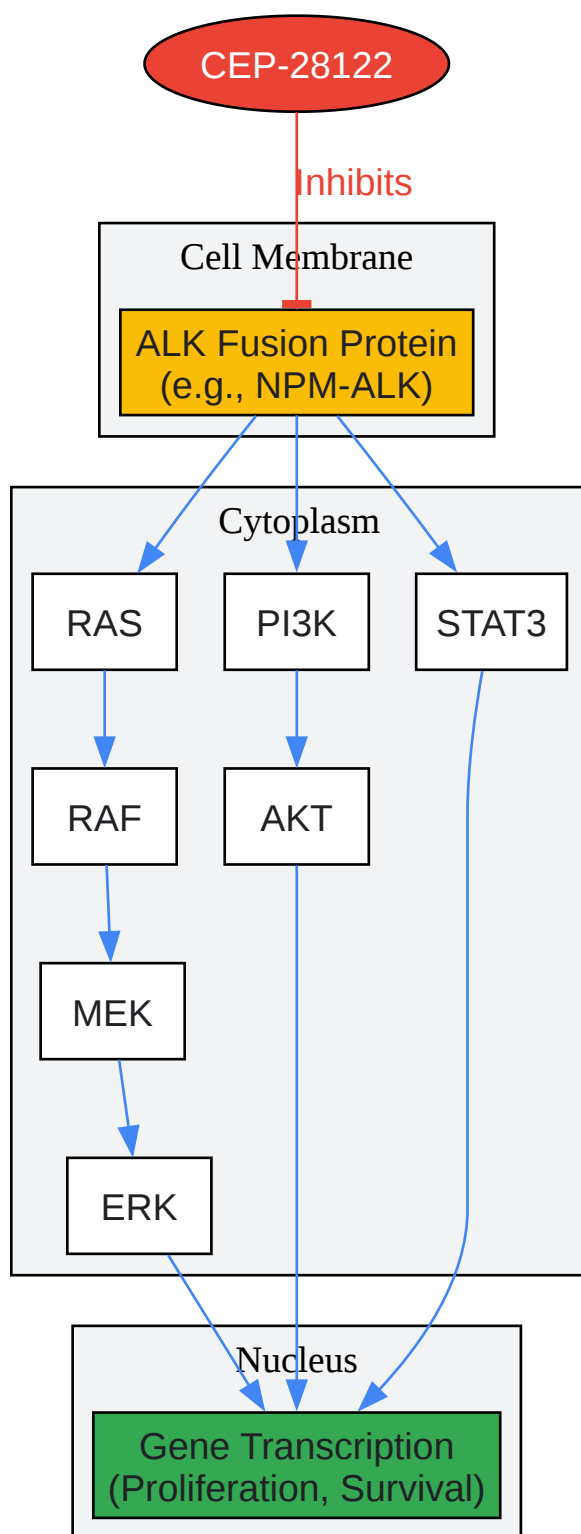 CEP-28122
Inhibits
Cell Membrane
ALK Fusion Protein
(e.g., NPM-ALK)
Cytoplasm
RAS
PI3K
STAT3
RAF
AKT
MEK
ERK
Nucleus
Gene Transcription
(Proliferation, Survival)